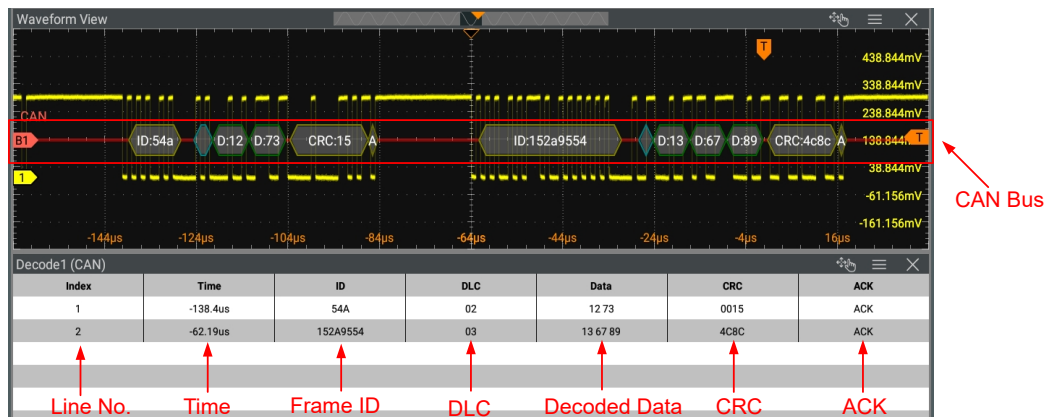 Waveform View
T
438.844mV
338.844mV
238.844mV
CAN
B1 ID:54a D:12 D:73 CRC:15 A ID:152a9554 D:13 D:67 D:89 CRC:4c8c A 138.844 T
1 38.844mV
-61.156mV
-161.156mV
-144μs -124μs -104μs -84μs -64μs -44μs -24μs -4μs 16μs
CAN Bus
Decode1 (CAN)
Index Time ID DLC Data CRC ACK
1 -138.4us 54A 02 12 73 0015 ACK
2 -62.19us 152A9554 03 13 67 89 4C8C ACK
Line No. Time Frame ID DLC Decoded Data CRC ACK